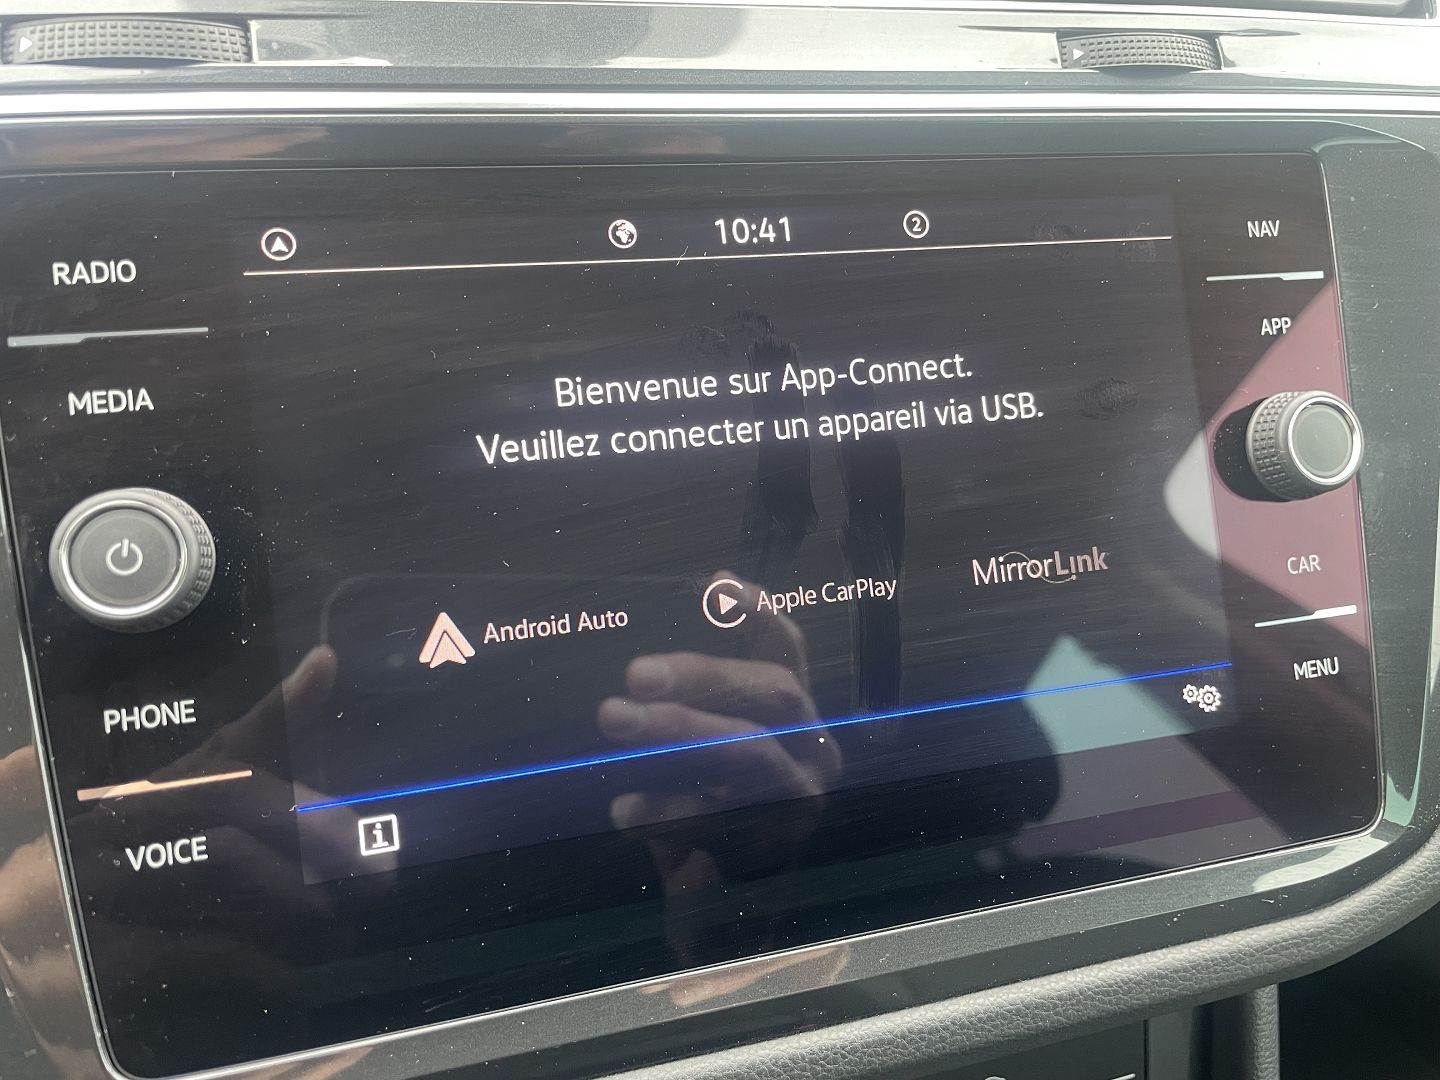 10:41
2
RADIO
NAV
MEDIA
APP
Bienvenue sur App-Connect.
Veuillez connecter un appareil via USB.
Android Auto
Apple CarPlay
MirrorLink
CAR
PHONE
MENU
VOICE
i